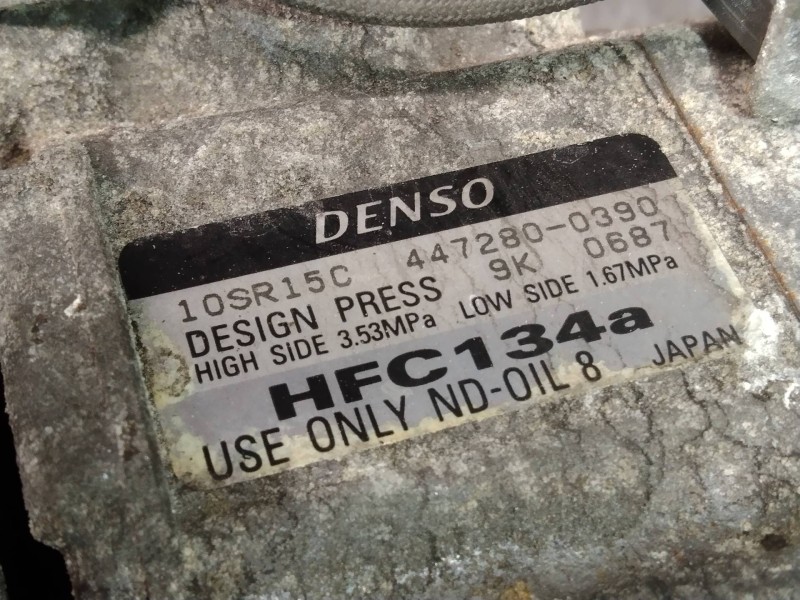 DENSO
10SR15C 447280-0390
DESIGN PRESS 9K 0687
HIGH SIDE 3.53MPa LOW SIDE 1.67MPa
HFC134a
USE ONLY ND-OIL 8 JAPAN